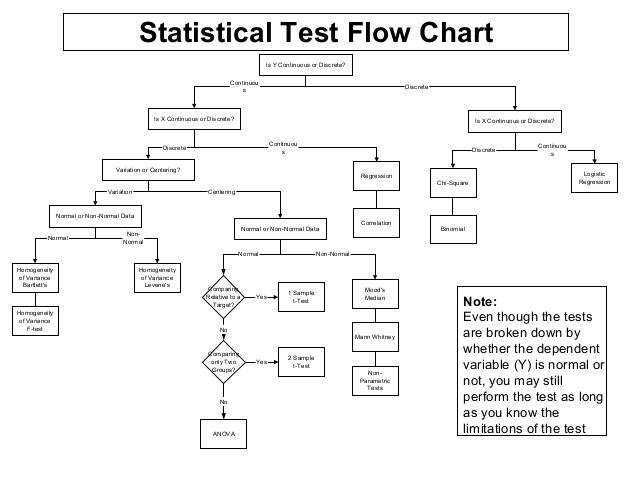 Statistical Test Flow Chart
Is Y Continuous or Discrete?
Continuou
s
Discrete
Is X Continuous or Discrete?
Is X Continuous or Discrete?
Discrete
Continuou
s
Discrete
Continuou
s
Variation or Centering?
Regression
Chi-Square
Logistic
Regression
Variation
Centering
Normal or Non-Normal Data
Normal or Non-Normal Data
Correlation
Binomial
Normal
Non-
Normal
Normal
Non-Normal
Homogeneity
of Variance
Bartlett's
Homogeneity
of Variance
Levene's
Homogeneity
of Variance
F-test
Comparing
Relative to a
Target?
Yes
1 Sample
t-Test
Mood's
Median
No
Mann Whitney
Comparing
only Two
Groups?
Yes
2 Sample
t-Test
Non-
Parametric
Tests
No
ANOVA
Note:
Even though the tests
are broken down by
whether the dependent
variable (Y) is normal or
not, you may still
perform the test as long
as you know the
limitations of the test